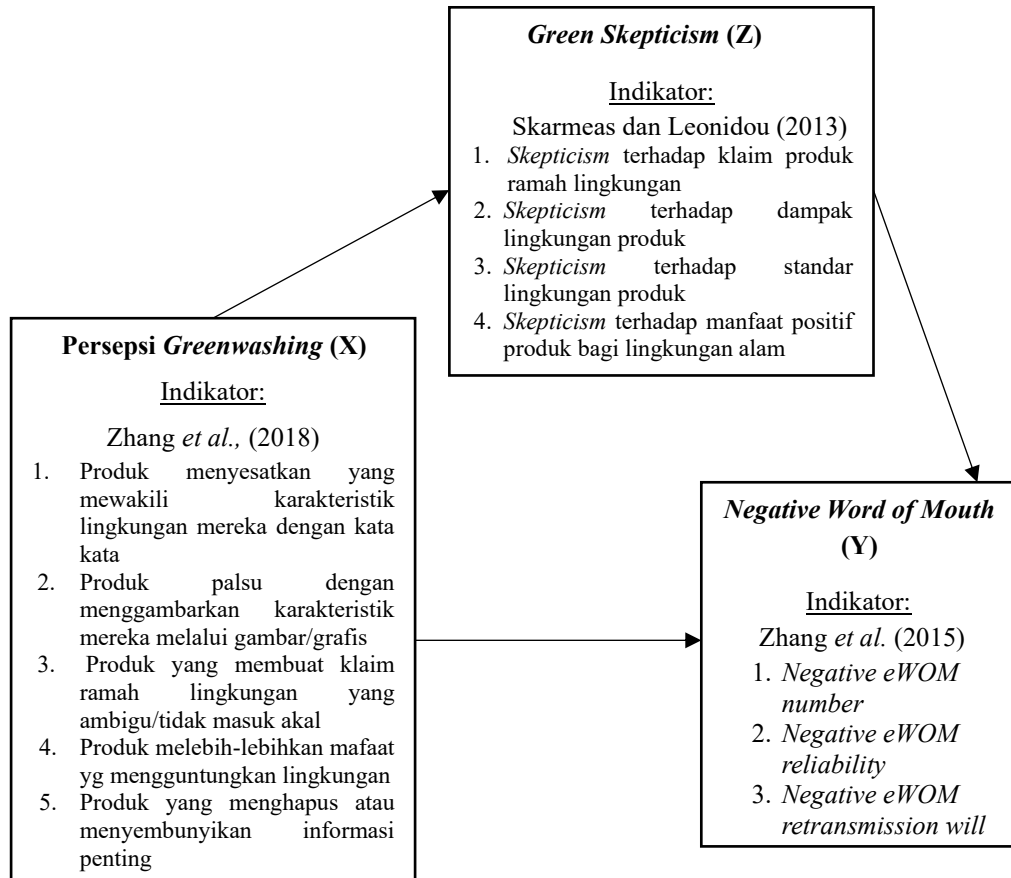 Green Skepticism (Z)
Indikator:
Skarmeas dan Leonidou (2013)
1. Skepticism terhadap klaim produk
ramah lingkungan
2. Skepticism terhadap dampak
lingkungan produk
3. Skepticism terhadap standar
lingkungan produk
4. Skepticism terhadap manfaat positif
produk bagi lingkungan alam
Persepsi Greenwashing (X)
Indikator:
Zhang et al., (2018)
1. Produk menyesatkan yang
mewakili karakteristik
lingkungan mereka dengan kata
kata
2. Produk palsu dengan
menggambarkan karakteristik
mereka melalui gambar/grafis
3. Produk yang membuat klaim
ramah lingkungan yang
ambigu/tidak masuk akal
4. Produk melebih-lebihkan mafaat
yg mengguntungkan lingkungan
5. Produk yang menghapus atau
menyembunyikan informasi
penting
Negative Word of Mouth
(Y)
Indikator:
Zhang et al. (2015)
1. Negative eWOM
number
2. Negative eWOM
reliability
3. Negative eWOM
retransmission will